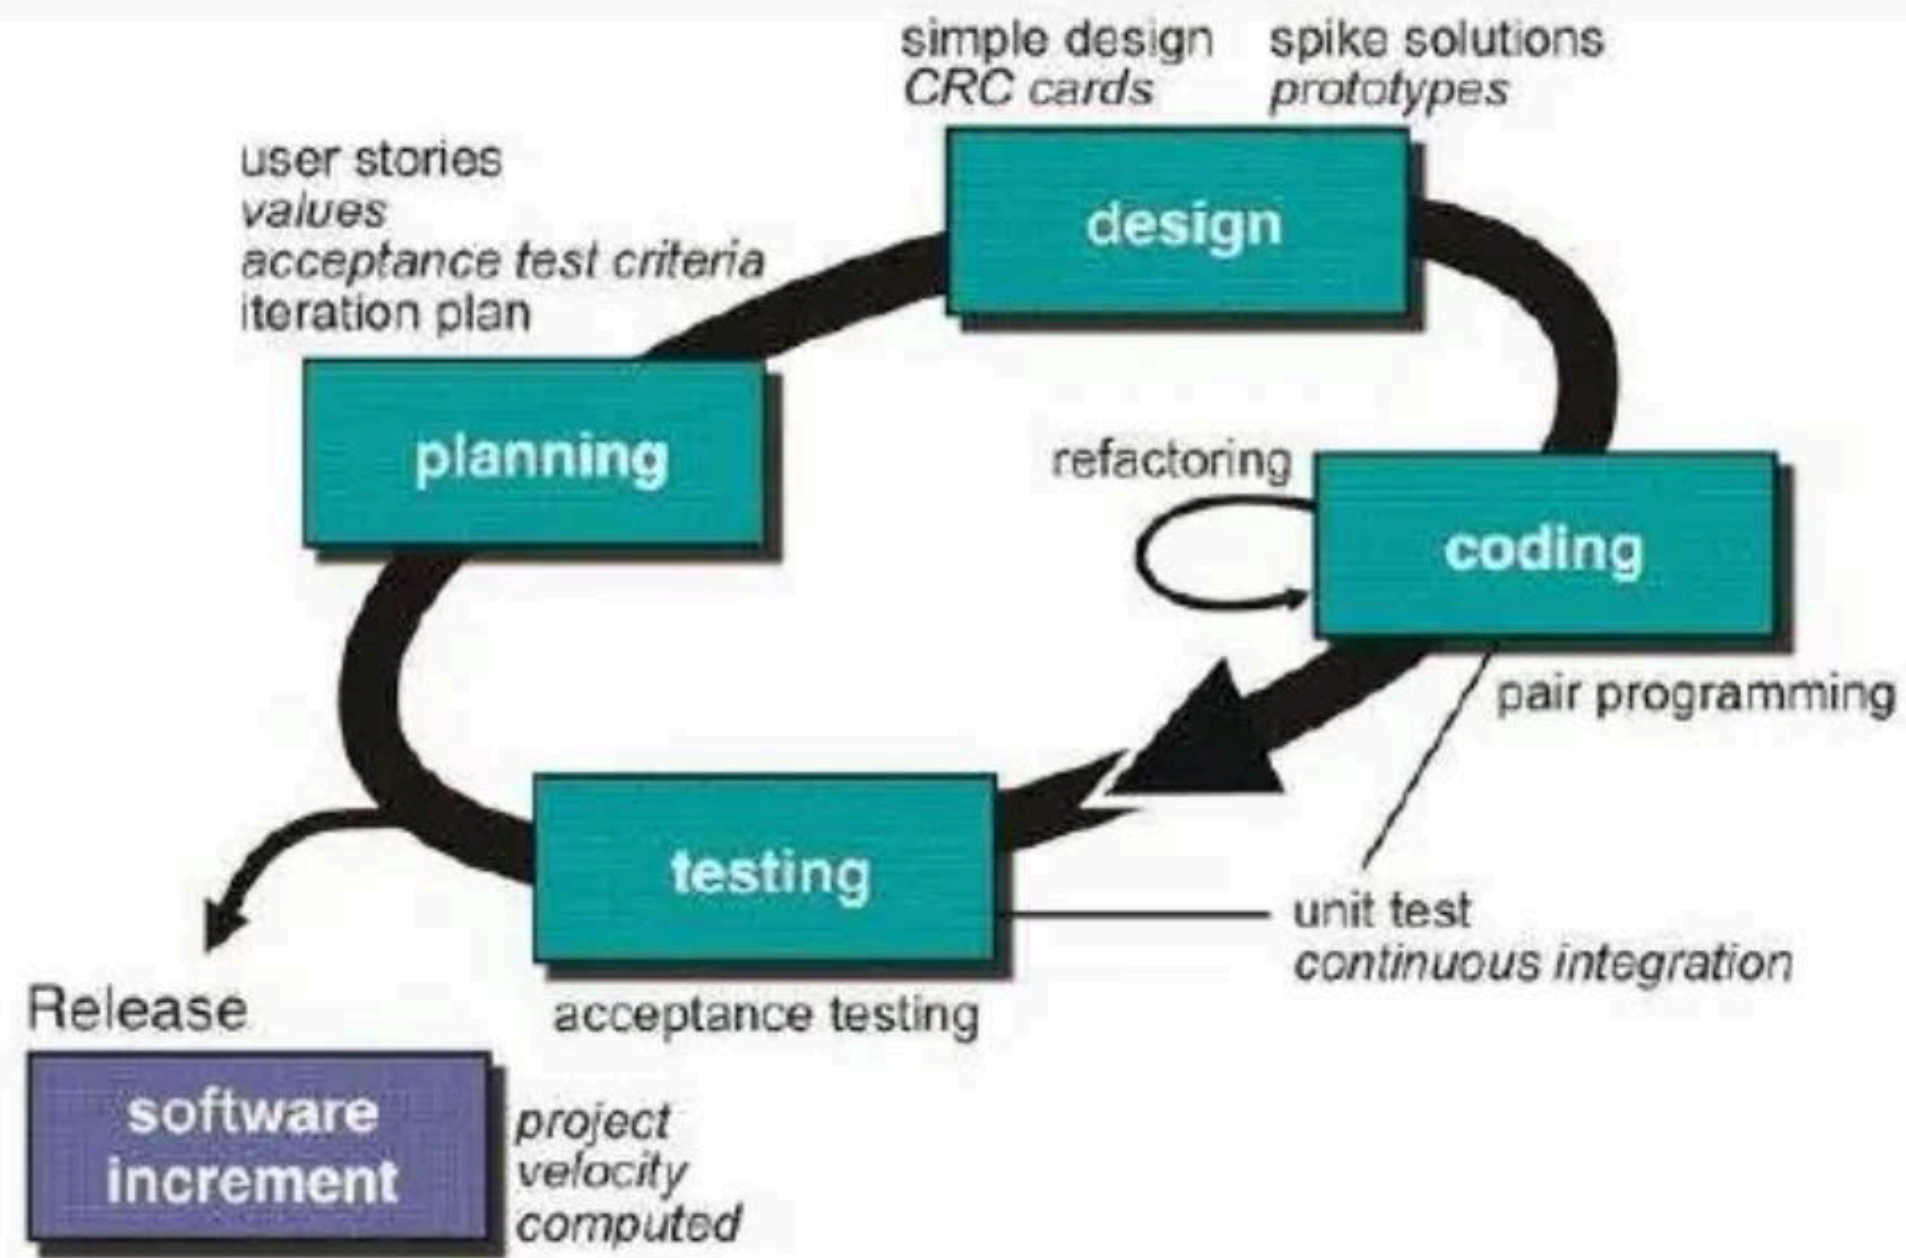 simple design
CRC cards
spike solutions
prototypes
user stories
values
acceptance test criteria
iteration plan
design
planning
refactoring
coding
pair programming
testing
unit test
continuous integration
acceptance testing
Release
software
increment
project
velocity
computed